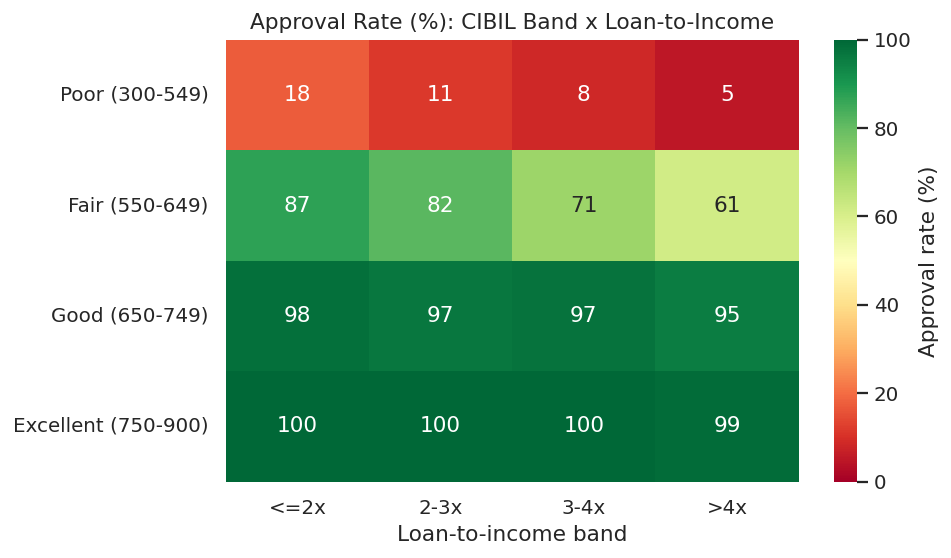 Approval Rate (%): CIBIL Band x Loan-to-Income
Poor (300-549) 18 11 8 5
Fair (550-649) 87 82 71 61
Good (650-749) 98 97 97 95
Excellent (750-900) 100 100 100 99
<=2x 2-3x 3-4x >4x
Loan-to-income band
100
80
60
40
20
0
Approval rate (%)